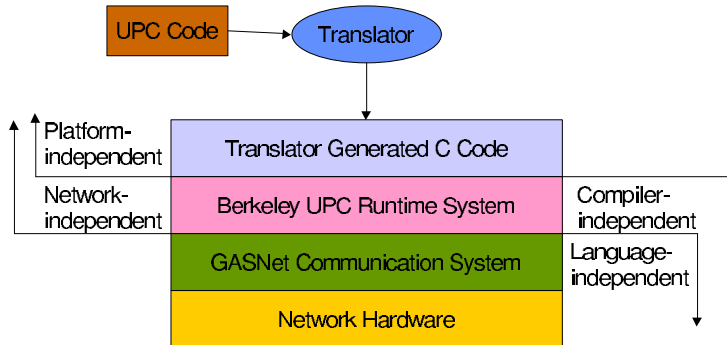 UPC Code
Translator
Platform-
independent
Translator Generated C Code
Network-
independent
Berkeley UPC Runtime System
Compiler-
independent
GASNet Communication System
Language-
independent
Network Hardware